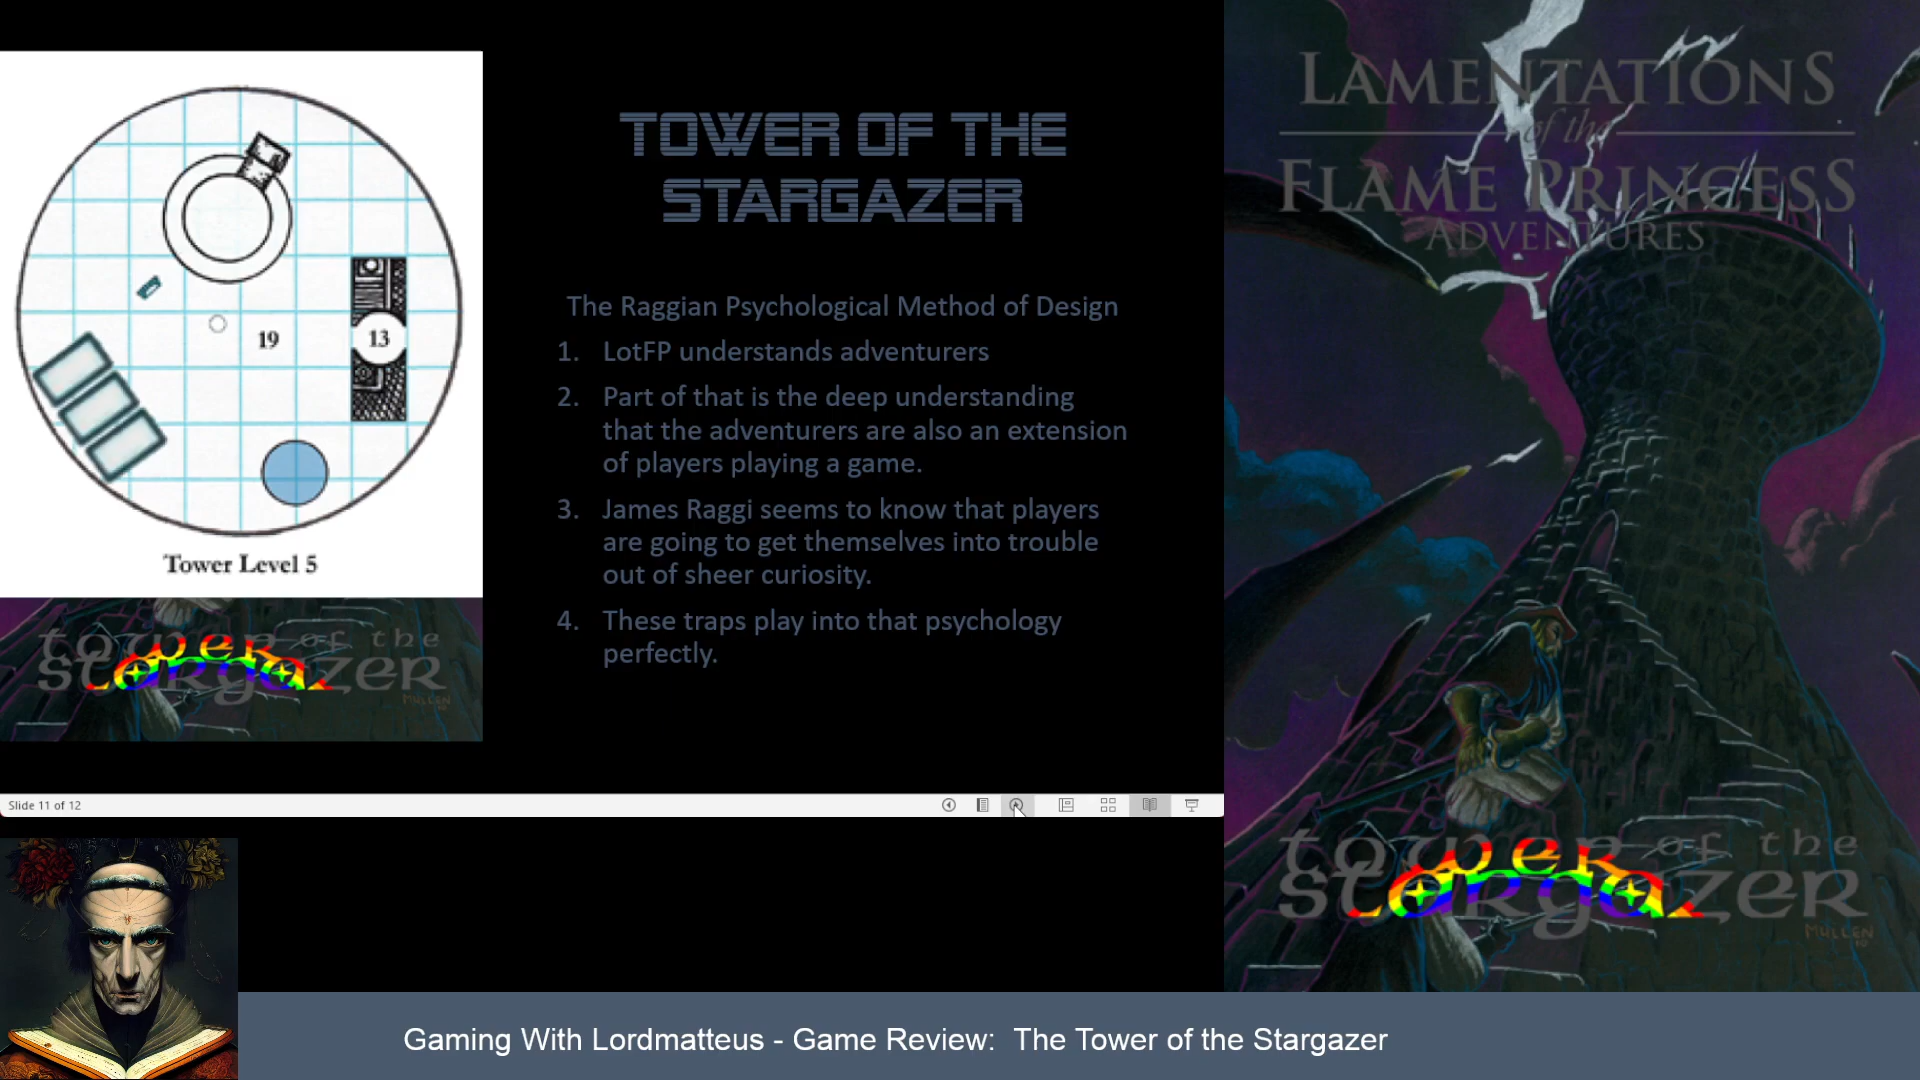 19
13
Tower Level 5
tower of the
stargazer
MULLEN
TOWER OF THE
STARGAZER
The Raggian Psychological Method of Design
1. LotFP understands adventurers
2. Part of that is the deep understanding
that the adventurers are also an extension
of players playing a game.
3. James Raggi seems to know that players
are going to get themselves into trouble
out of sheer curiosity.
4. These traps play into that psychology
perfectly.
Slide 11 of 12
LAMENTATIONS
of the
FLAME PRINCESS
ADVENTURES
tower of the
stargazer
MULLEN
10
Gaming With Lordmatteus - Game Review: The Tower of the Stargazer